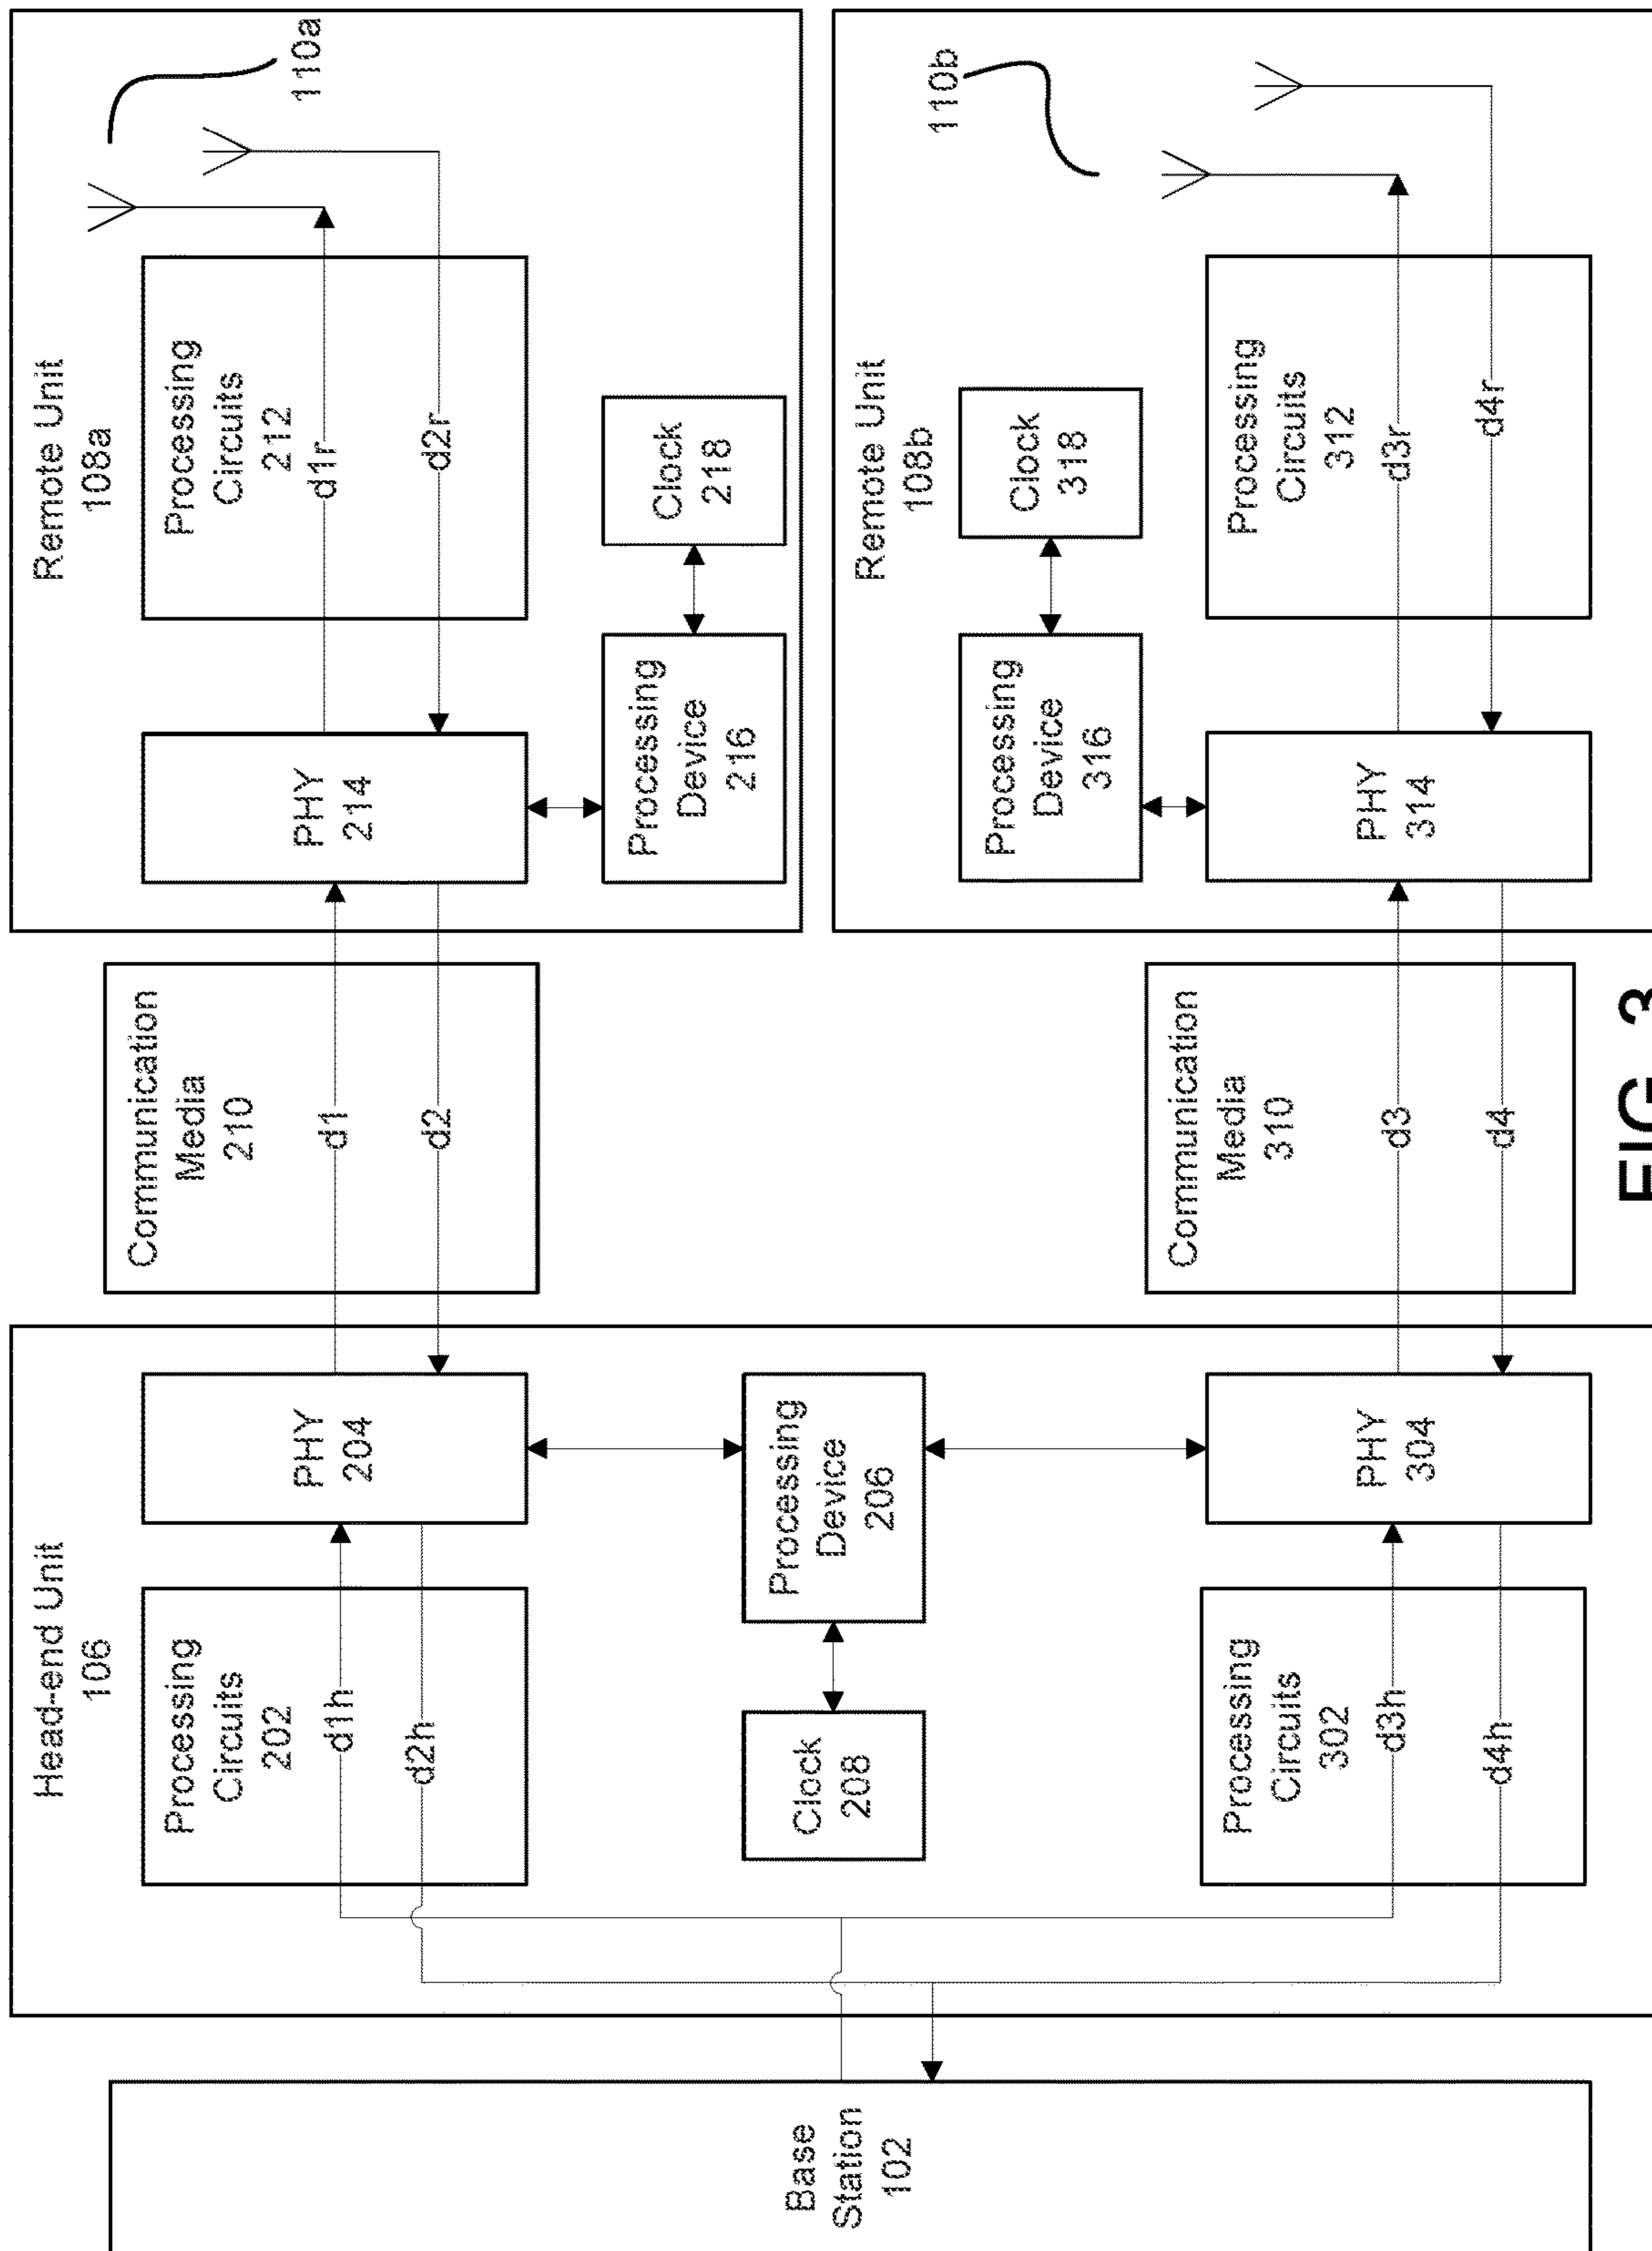 Base
Station
102
Head-end Unit
106
Processing
Circuits
202
d1h
d2h
PHY
204
Clock
208
Processing
Device
206
Processing
Circuits
302
d3h
d4h
PHY
304
Communication
Media
210
d1
d2
Communication
Media
310
d3
d4
Remote Unit
108a
PHY
214
Processing
Circuits
212
d1r
d2r
110a
Processing
Device
216
Clock
218
Remote Unit
108b
Processing
Device
316
Clock
318
110b
PHY
314
Processing
Circuits
312
d3r
d4r
FIG. 3